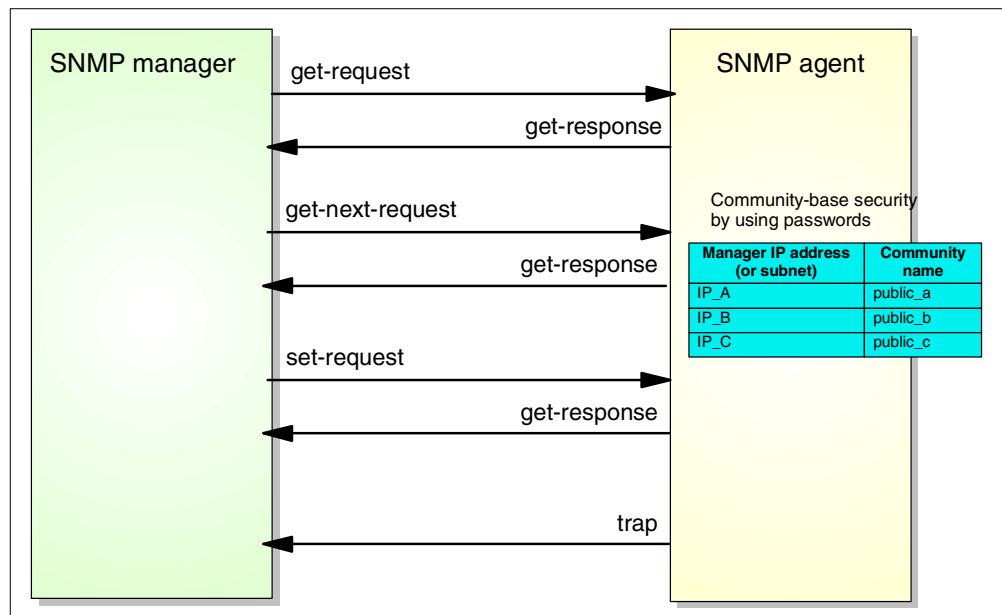 SNMP manager
SNMP agent
get-request
get-response
get-next-request
get-response
set-request
get-response
trap
Community-base security
by using passwords
Manager IP address
(or subnet)
Community
name
IP_A
public_a
IP_B
public_b
IP_C
public_c